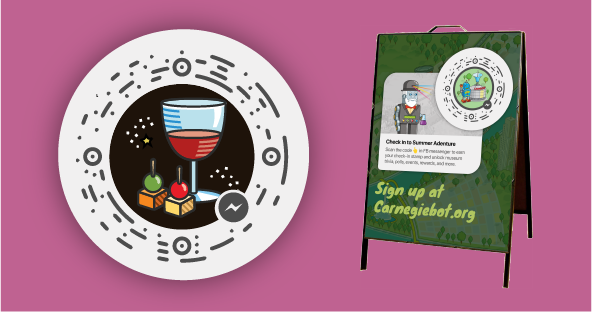 Check in to Summer Adenture
Scan the code 👆 in FB messenger to earn
your check-in stamp and unlock museum
trivia, polls, events, rewards, and more.
Sign up at
Carnegiebot.org